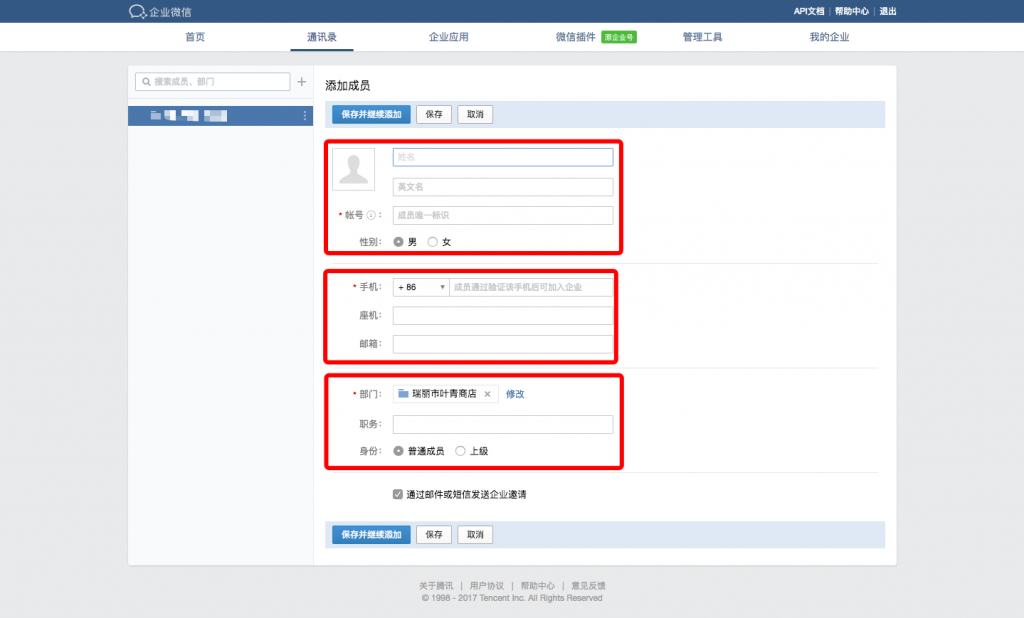 企业微信
API文档 | 帮助中心 | 退出
首页 通讯录 企业应用 微信插件 原企业号 管理工具 我的企业
搜索成员、部门 +
添加成员
保存并继续添加 保存 取消
姓名
英文名
* 帐号 : 成员唯一标识
性别: 男 女
* 手机: + 86 成员通过验证该手机后可加入企业
座机:
邮箱:
* 部门: 瑞丽市叶青商店 × 修改
职务:
身份: 普通成员 上级
通过邮件或短信发送企业邀请
保存并继续添加 保存 取消
关于腾讯 | 用户协议 | 帮助中心 | 意见反馈
© 1998 - 2017 Tencent Inc. All Rights Reserved